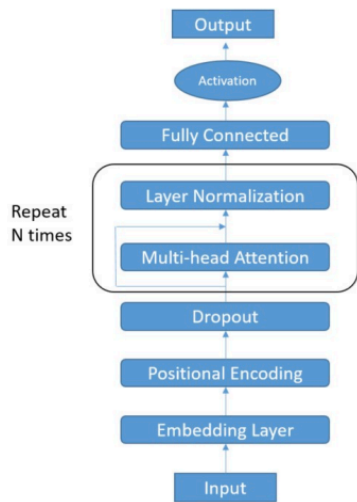 Output
Activation
Fully Connected
Layer Normalization
Repeat
N times
Multi-head Attention
Dropout
Positional Encoding
Embedding Layer
Input